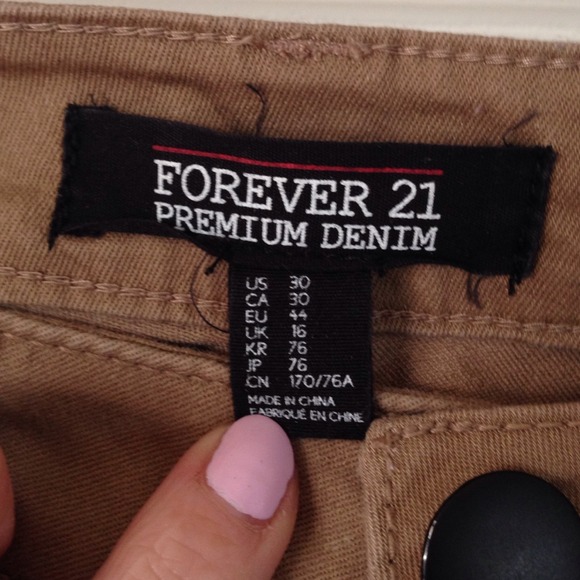 FOREVER 21
PREMIUM DENIM
US 30
CA 30
EU 44
UK 16
KR 76
JP 76
CN 170/76A
MADE IN CHINA
FABRIQUÉ EN CHINE